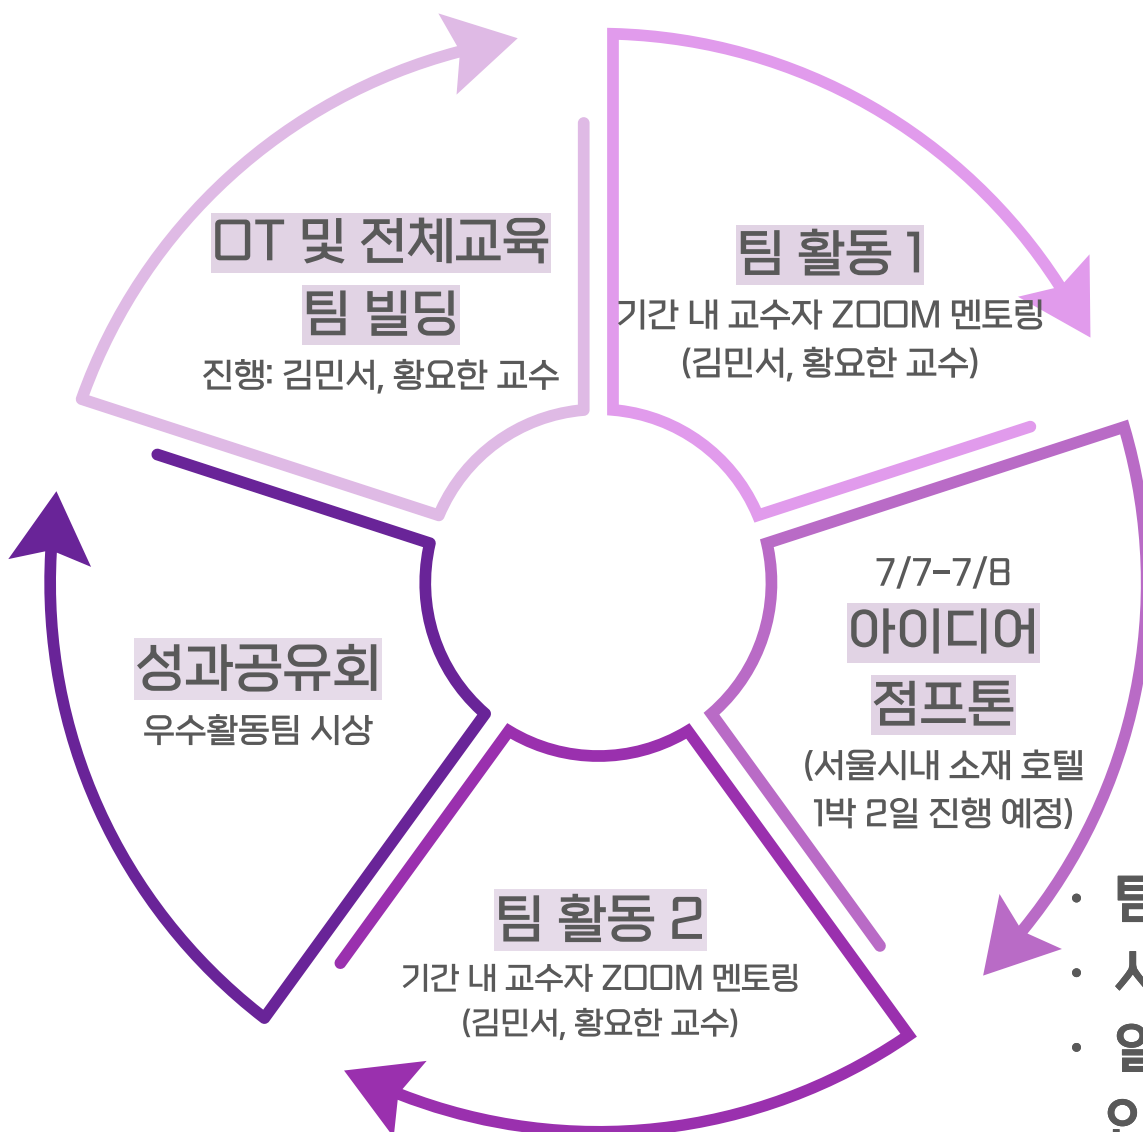 OT 및 전체교육
팀 빌딩
진행: 김민서, 황요한 교수
팀 활동 1
기간 내 교수자 ZOOM 멘토링
(김민서, 황요한 교수)
7/7-7/8
아이디어
점프톤
(서울시내 소재 호텔
1박 2일 진행 예정)
팀 활동 2
기간 내 교수자 ZOOM 멘토링
(김민서, 황요한 교수)
성과공유회
우수활동팀 시상